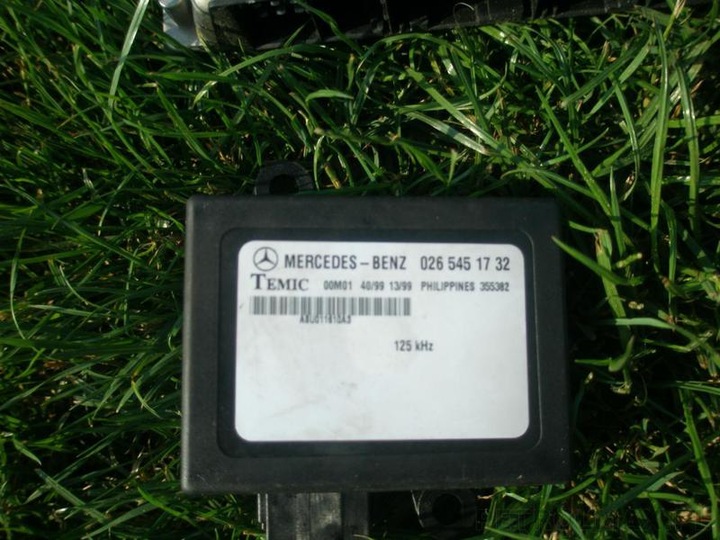 MERCEDES-BENZ 026 545 17 32
TEMIC 00M01 40/99 13/99 PHILIPPINES 355382
125 kHz